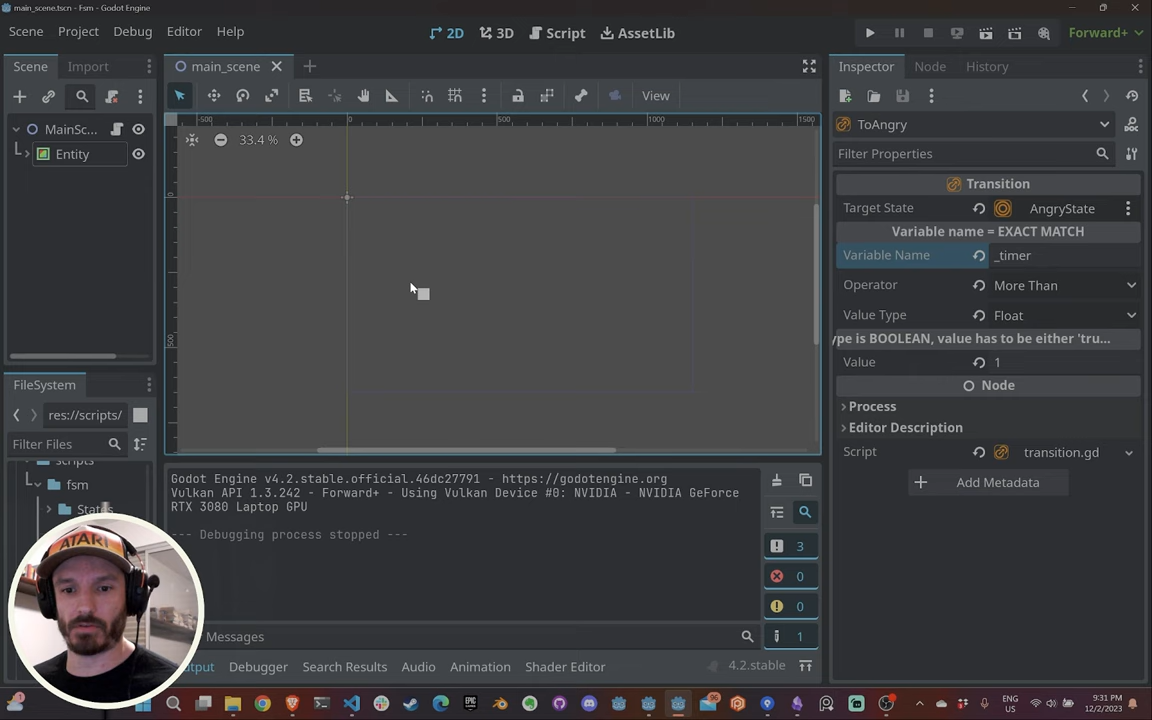 main_scene.tscn - Fsm - Godot Engine
Scene Project Debug Editor Help
2D 3D Script AssetLib
Forward+
Scene Import
main_scene
Inspector Node History
View
MainSc...
Entity
33.4 %
-500 0 500 1000 1500
0
500
ToAngry
Filter Properties
Transition
Target State AngryState
Variable name = EXACT MATCH
Variable Name _timer
Operator More Than
Value Type Float
ype is BOOLEAN, value has to be either 'tru...
Value 1
Node
Process
Editor Description
Script transition.gd
Add Metadata
FileSystem
res://scripts/
Filter Files
scripts
fsm
State
Godot Engine v4.2.stable.official.46dc27791 - https://godotengine.org
Vulkan API 1.3.242 - Forward+ - Using Vulkan Device #0: NVIDIA - NVIDIA GeForce
RTX 3080 Laptop GPU
--- Debugging process stopped ---
3
0
0
1
Messages
utput Debugger Search Results Audio Animation Shader Editor
4.2.stable
ATARI
96
ENG
US
9:31 PM
12/2/2023